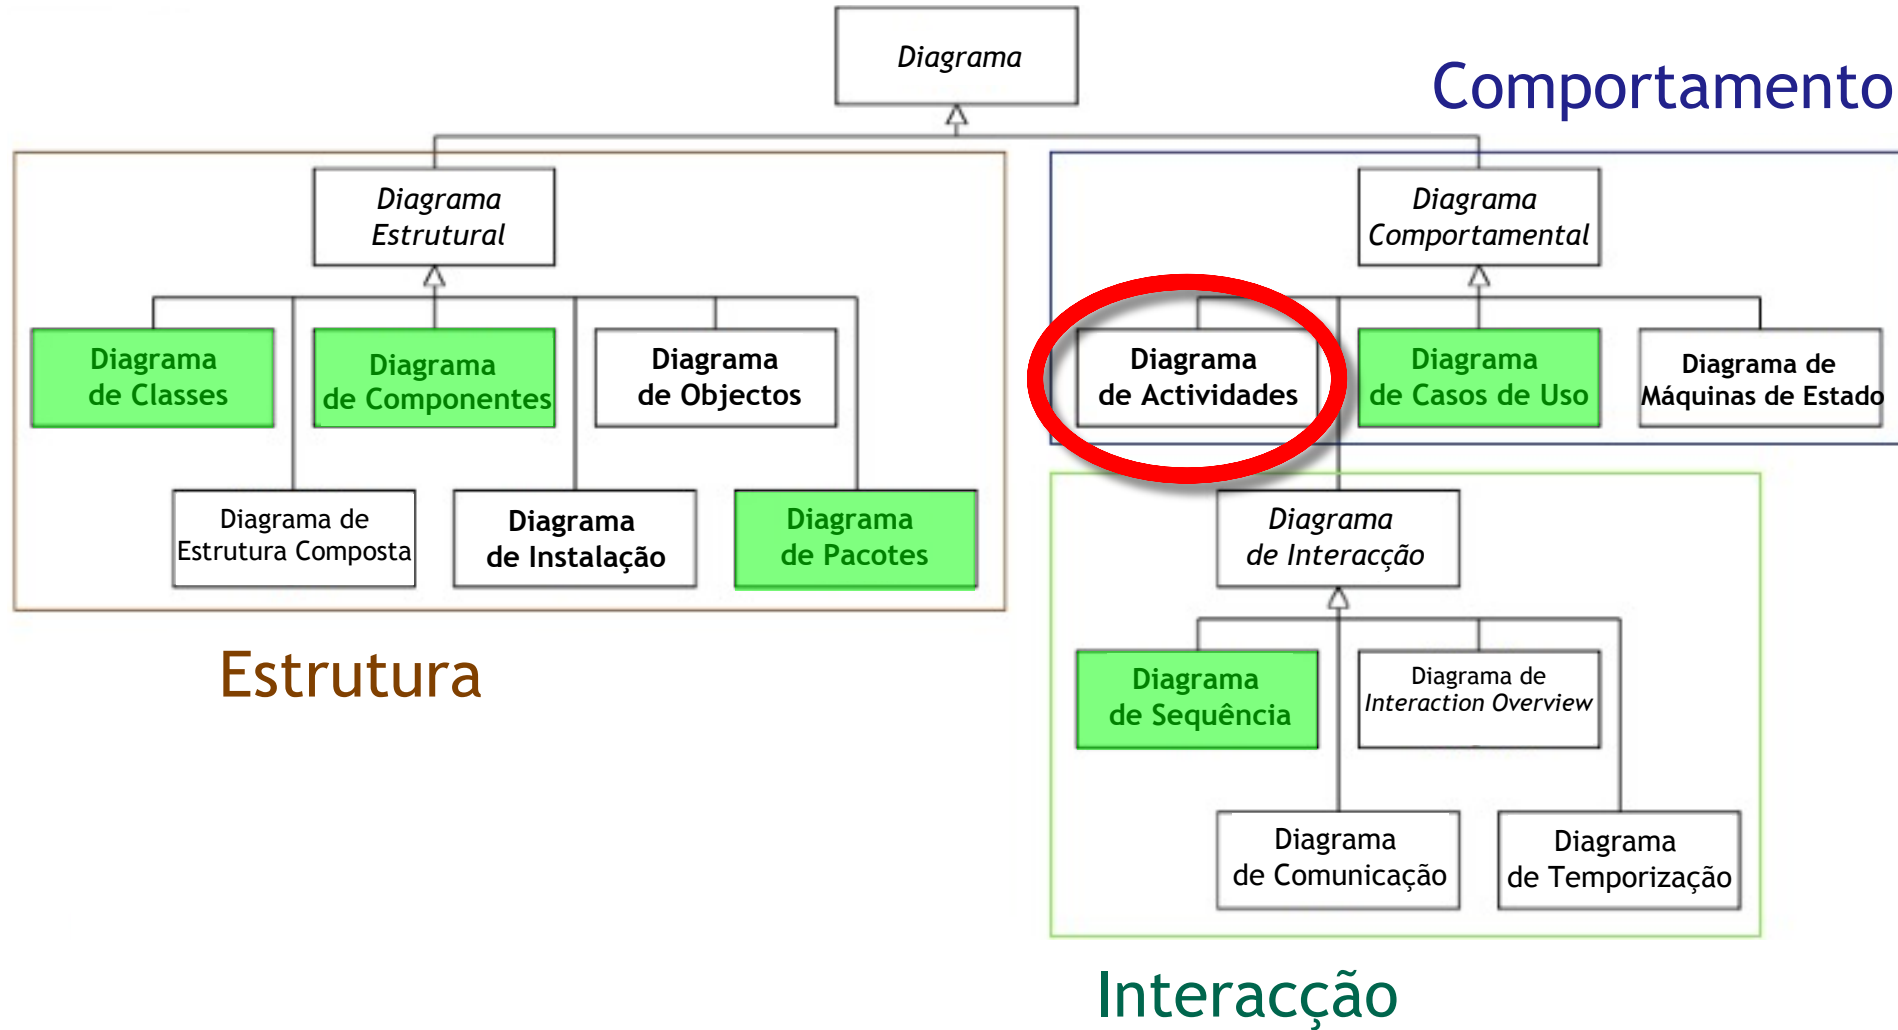 Diagrama
Comportamento
Diagrama
Estrutural
Diagrama
Comportamental
Diagrama
de Classes
Diagrama
de Componentes
Diagrama
de Objectos
Diagrama
de Actividades
Diagrama
de Casos de Uso
Diagrama de
Máquinas de Estado
Diagrama de
Estrutura Composta
Diagrama
de Instalação
Diagrama
de Pacotes
Diagrama
de Interacção
Estrutura
Diagrama
de Sequência
Diagrama de
Interaction Overview
Diagrama
de Comunicação
Diagrama
de Temporização
Interacção